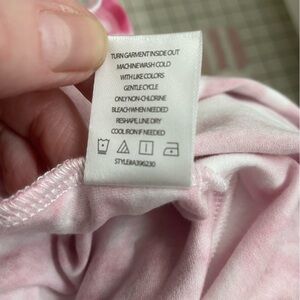 TURN GARMENT INSIDE OUT
MACHINE WASH COLD
WITH LIKE COLORS
GENTLE CYCLE
ONLY NON-CHLORINE
BLEACH WHEN NEEDED
RESHAPE, LINE DRY
COOL IRON IF NEEDED
STYLE#A396230